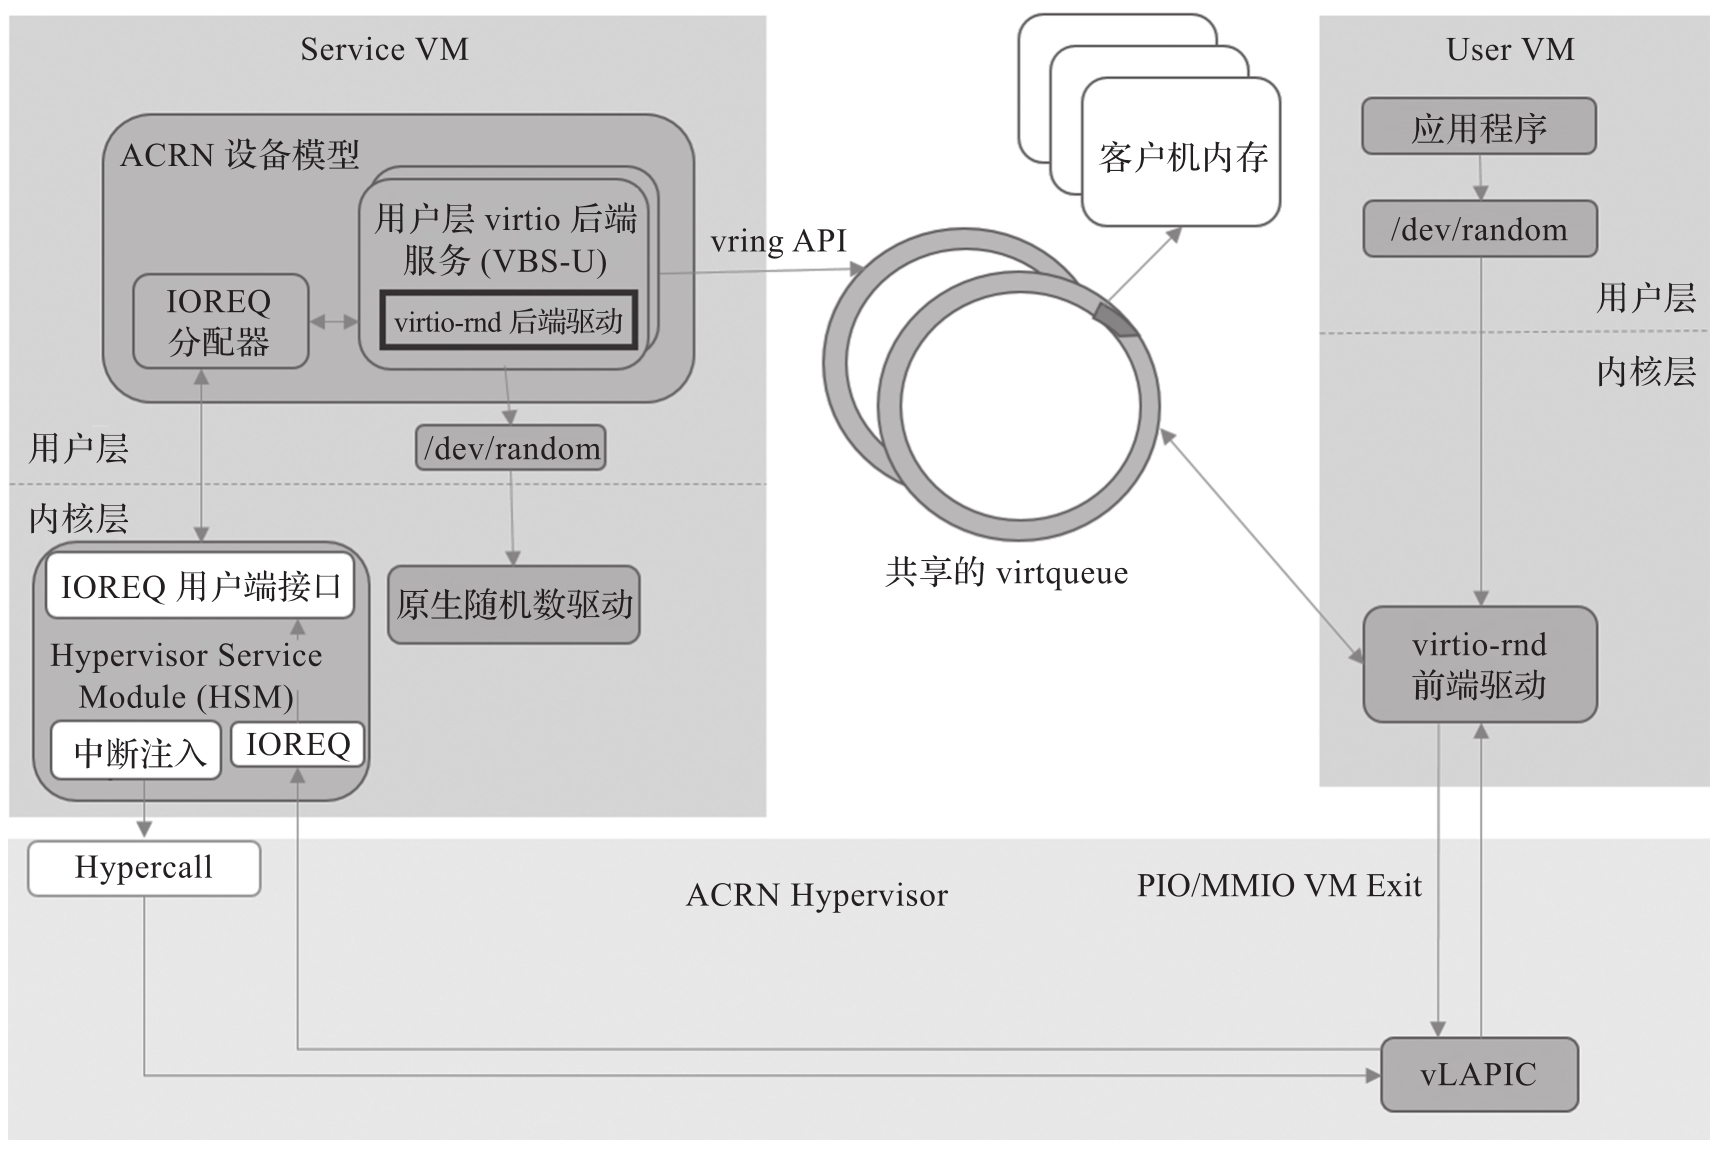 Service VM
ACRN 设备模型
用户层 virtio 后端
服务 (VBS-U)
virtio-rnd 后端驱动
IOREQ
分配器
/dev/random
用户层
内核层
IOREQ 用户端接口
Hypervisor Service
Module (HSM)
中断注入
IOREQ
原生随机数驱动
vring API
客户机内存
共享的 virtqueue
User VM
应用程序
/dev/random
用户层
内核层
virtio-rnd
前端驱动
Hypercall
ACRN Hypervisor
PIO/MMIO VM Exit
vLAPIC